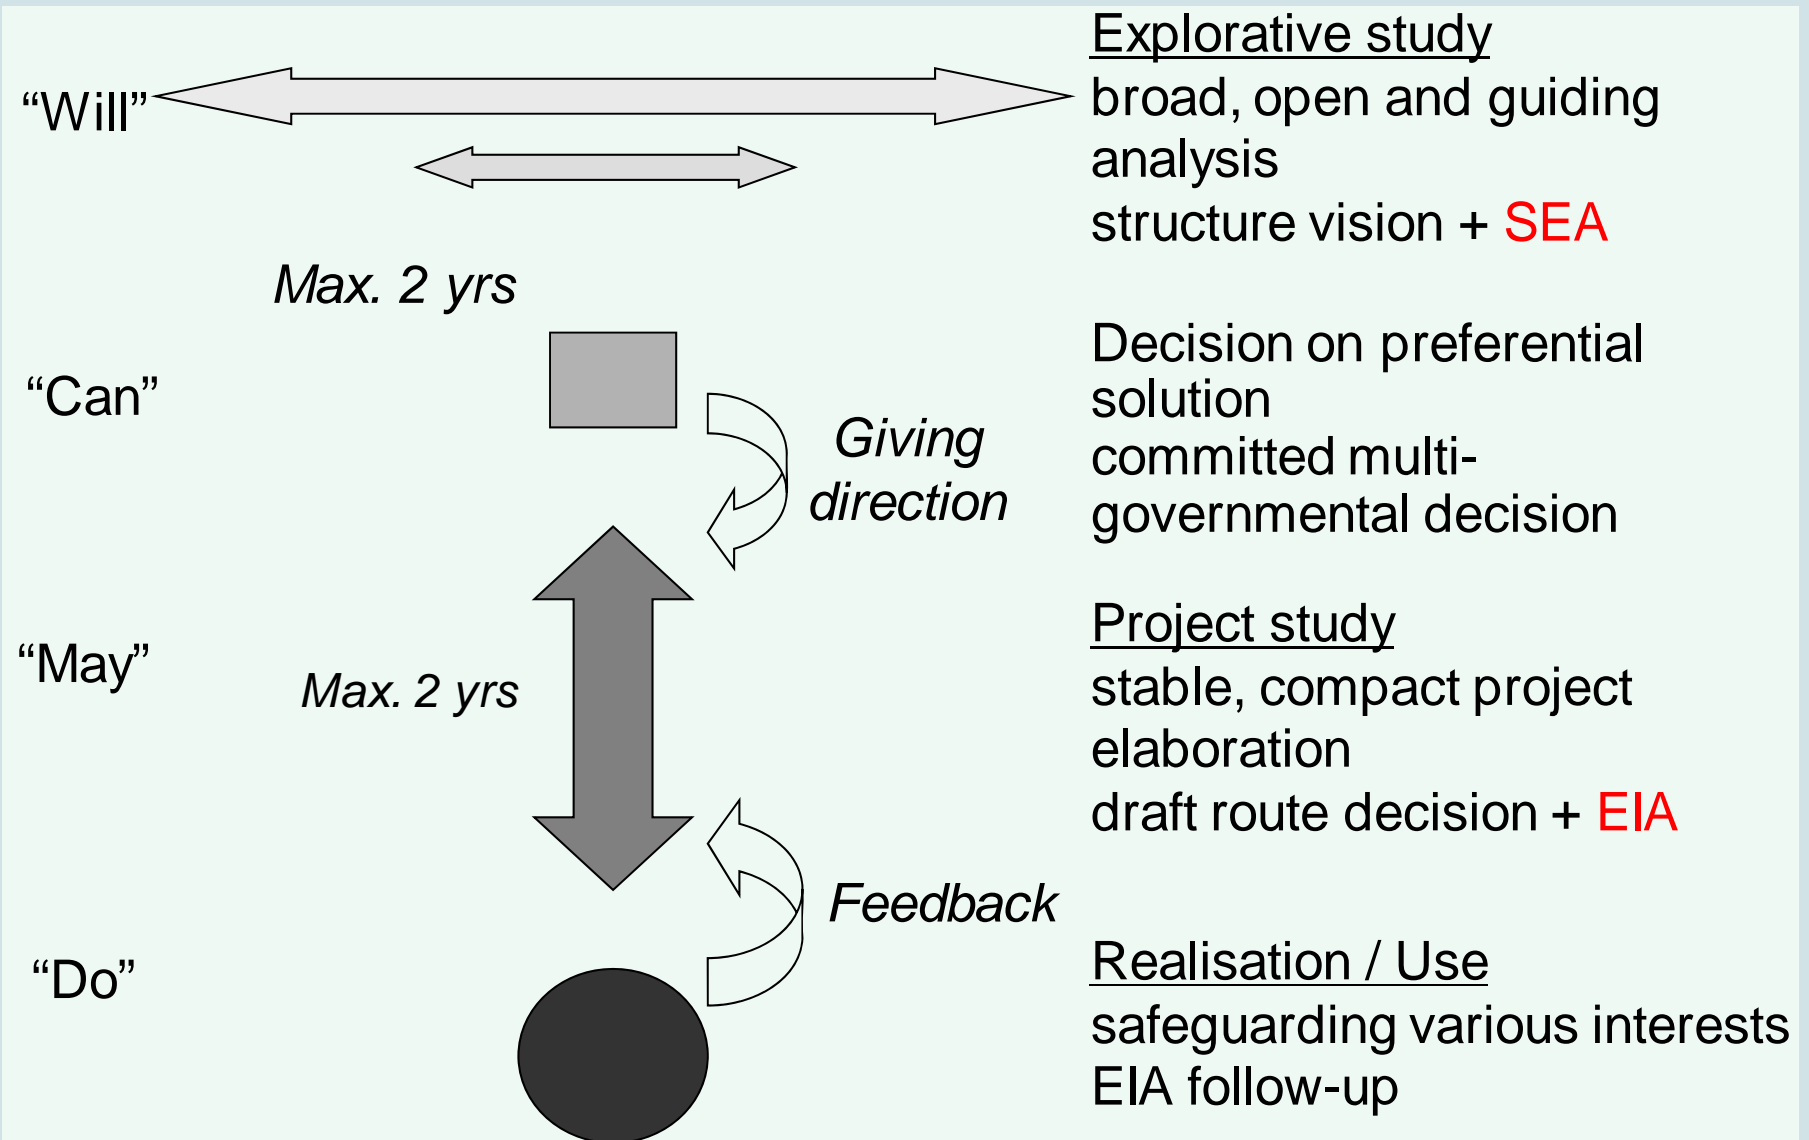 “Will”
Explorative study
broad, open and guiding
analysis
structure vision + SEA
Max. 2 yrs
“Can”
Giving
direction
Decision on preferential
solution
committed multi-
governmental decision
“May”
Max. 2 yrs
Project study
stable, compact project
elaboration
draft route decision + EIA
Feedback
“Do”
Realisation / Use
safeguarding various interests
EIA follow-up